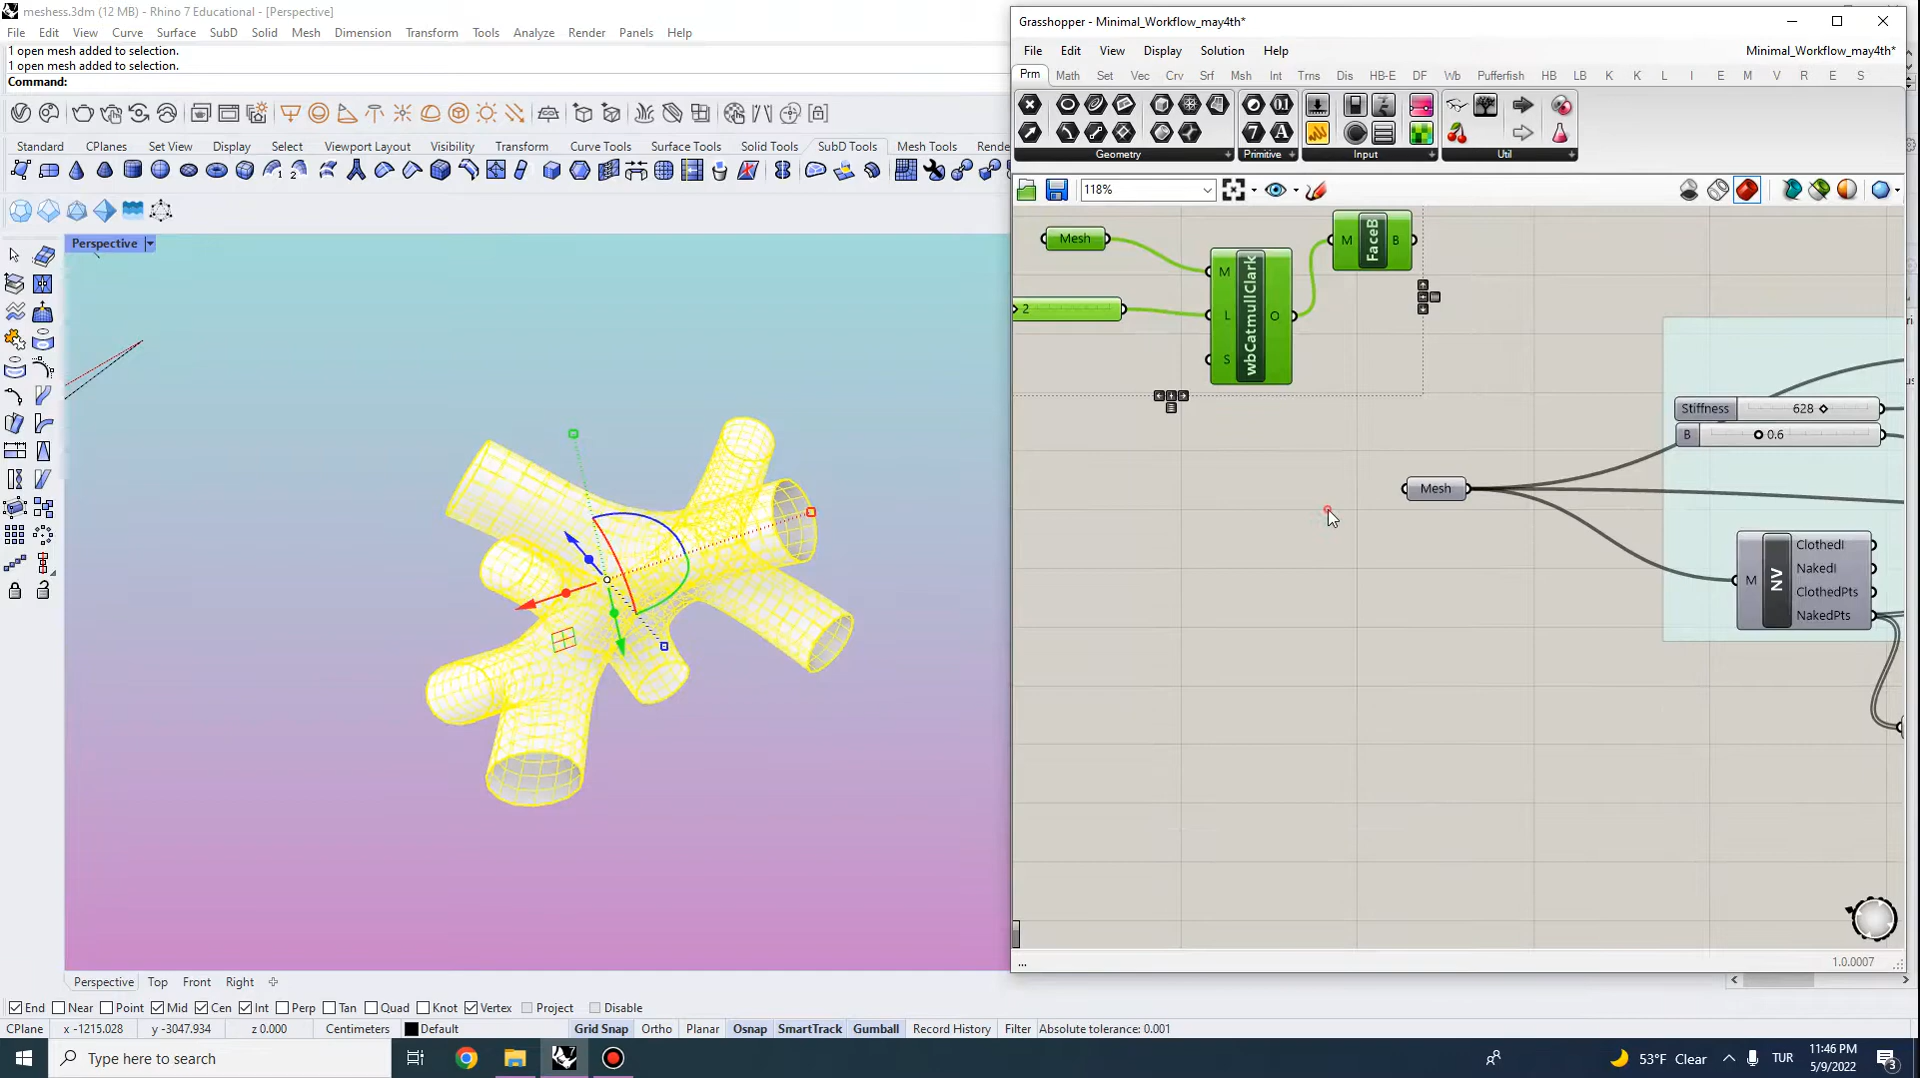 meshess.3dm (12 MB) - Rhino 7 Educational - [Perspective]
File Edit View Curve Surface SubD Solid Mesh Dimension Transform Tools Analyze Render Panels Help
1 open mesh added to selection.
1 open mesh added to selection.
Command:
Standard CPlanes Set View Display Select Viewport Layout Visibility Transform Curve Tools Surface Tools Solid Tools SubD Tools Mesh Tools Rende
Perspective
Perspective Top Front Right
End Near Point Mid Cen Int Perp Tan Quad Knot Vertex Project Disable
CPlane x -1215.028 y -3047.934 z 0.000 Centimeters Default Grid Snap Ortho Planar Osnap SmartTrack Gumball Record History Filter Absolute tolerance: 0.001
Grasshopper - Minimal_Workflow_may4th*
File Edit View Display Solution Help
Minimal_Workflow_may4th*
Prm Math Set Vec Crv Srf Msh Int Trns Dis HB-E DF Wb Pufferfish HB LB K K L I E M V R E S
Geometry Primitive Input Util
118%
Mesh
2
M
L
S
wbCatmullClark
O
M
FaceB
B
Stiffness 628
B 0.6
Mesh
M
NV
ClothedI
NakedI
ClothedPts
NakedPts
...
1.0.0007
Type here to search
53°F Clear
TUR
11:46 PM
5/9/2022
3